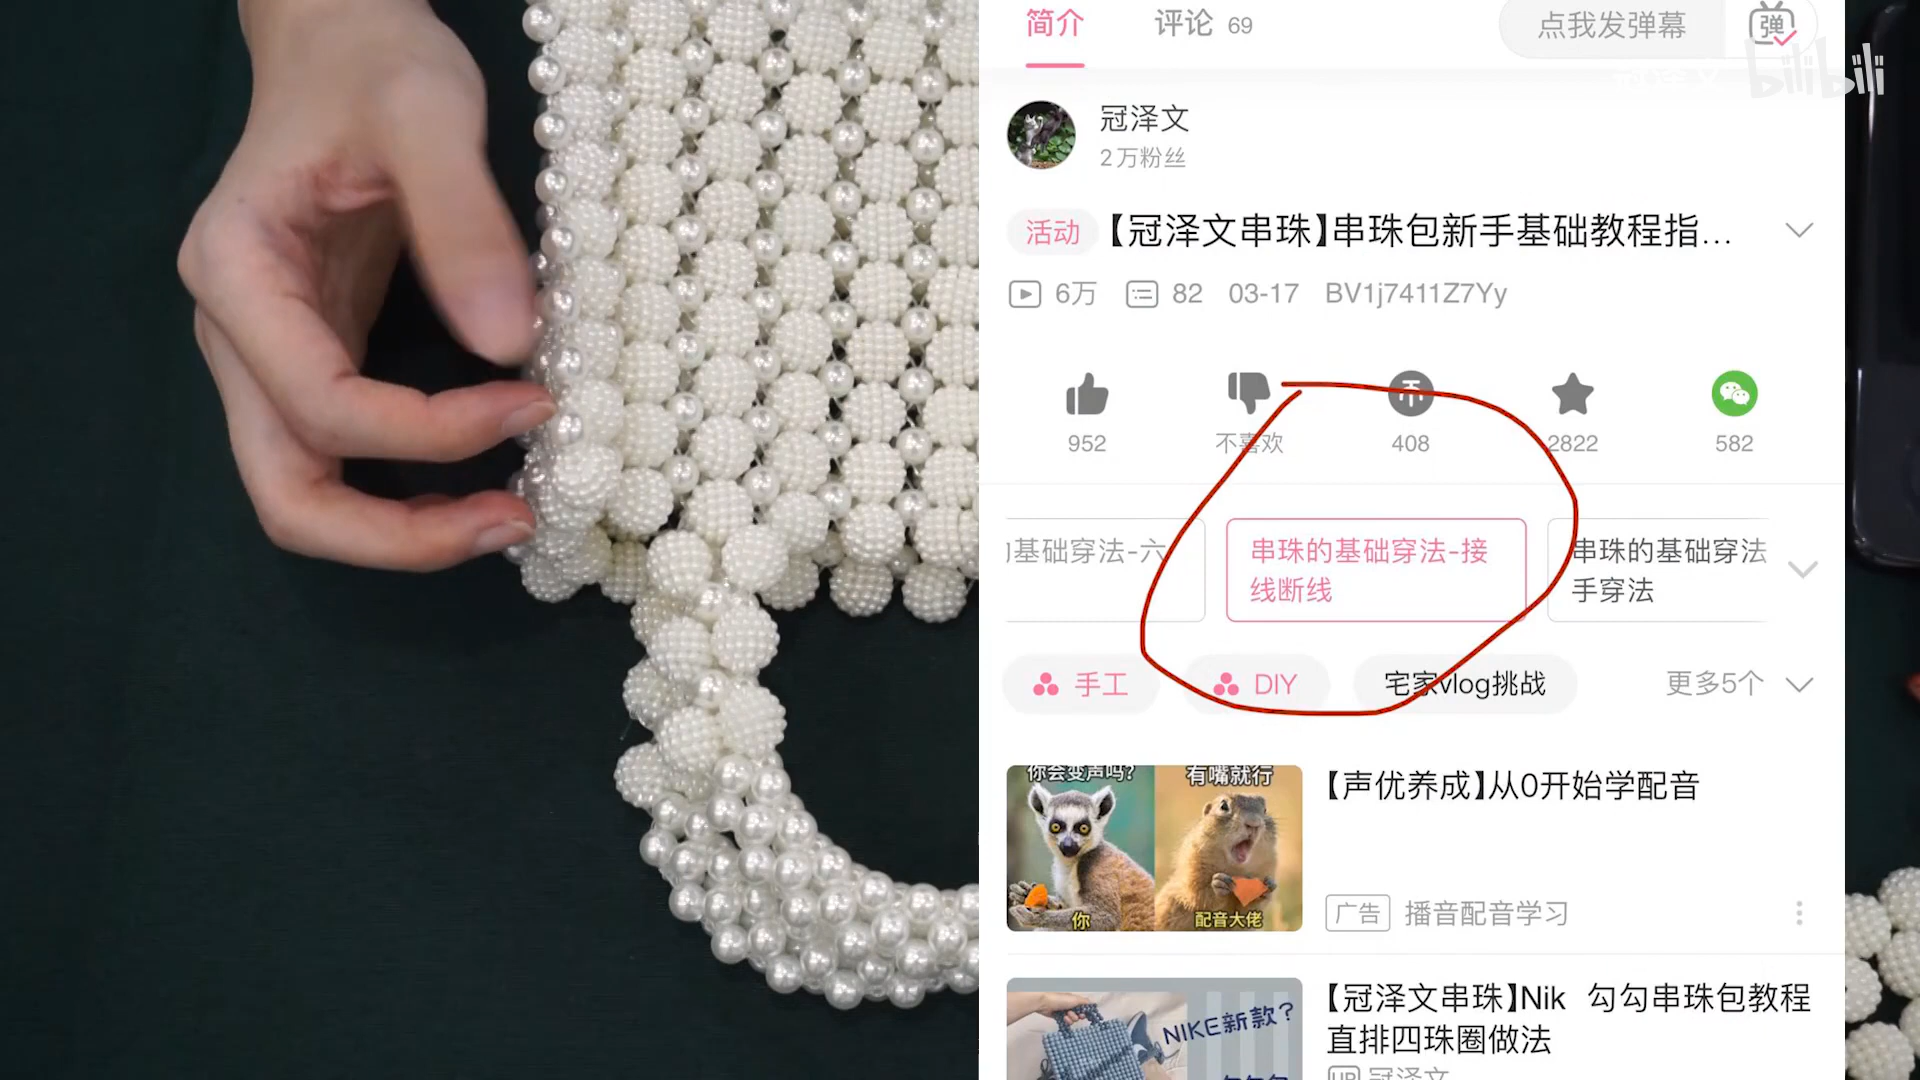 简介
评论 69
点我发弹幕
弹
bilibili
冠泽文
2万粉丝
活动
【冠泽文串珠】串珠包新手基础教程指...
6万
82
03-17
BV1j7411Z7Yy
952
不喜欢
408
2822
582
基础穿法-六
串珠的基础穿法-接
线断线
串珠的基础穿法
手穿法
手工
DIY
宅家vlog挑战
更多5个
你会变声吗?
有嘴就行
你
配音大佬
【声优养成】从0开始学配音
广告
播音配音学习
NIKE新款?
【冠泽文串珠】Nik 勾勾串珠包教程
直排四珠圈做法
UP 冠泽文